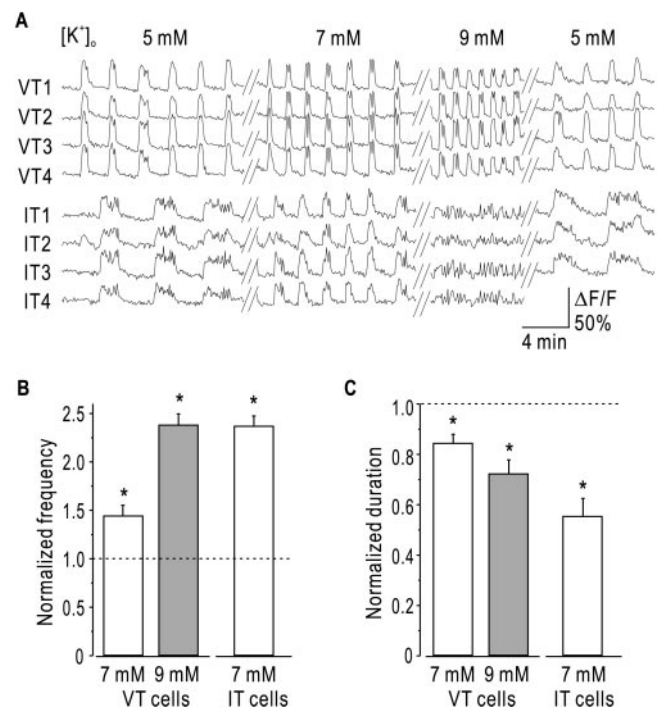 A
[K⁺]ₒ 5 mM 7 mM 9 mM 5 mM
VT1
VT2
VT3
VT4
IT1
IT2
IT3
IT4
ΔF/F
50%
4 min
B
Normalized frequency
2.5
2.0
1.5
1.0
0.5
0
* * *
7 mM 9 mM 7 mM
VT cells IT cells
C
Normalized duration
1.0
0.8
0.6
0.4
0.2
0
* * *
7 mM 9 mM 7 mM
VT cells IT cells